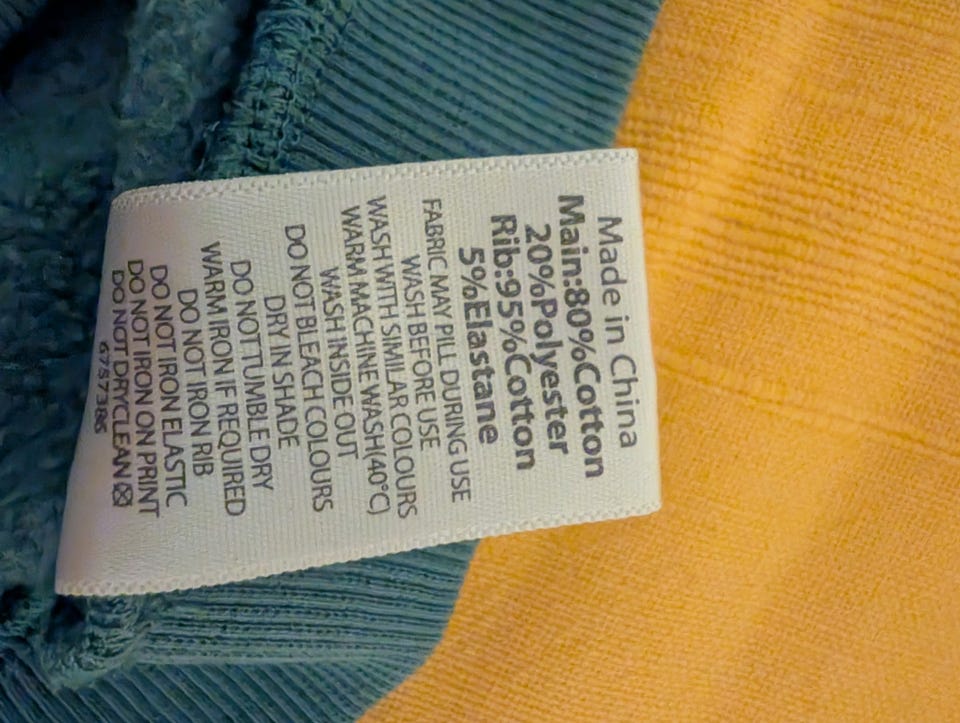 Made in China
Main:80%Cotton
20%Polyester
Rib:95%Cotton
5%Elastane
FABRIC MAY PILL DURING USE
WASH BEFORE USE
WASH WITH SIMILAR COLOURS
WARM MACHINE WASH(40°C)
WASH INSIDE OUT
DO NOT BLEACH COLOURS
DRY IN SHADE
DO NOT TUMBLE DRY
WARM IRON IF REQUIRED
DO NOT IRON RIB
DO NOT IRON ELASTIC
DO NOT IRON ON PRINT
DO NOT DRYCLEAN
6757386